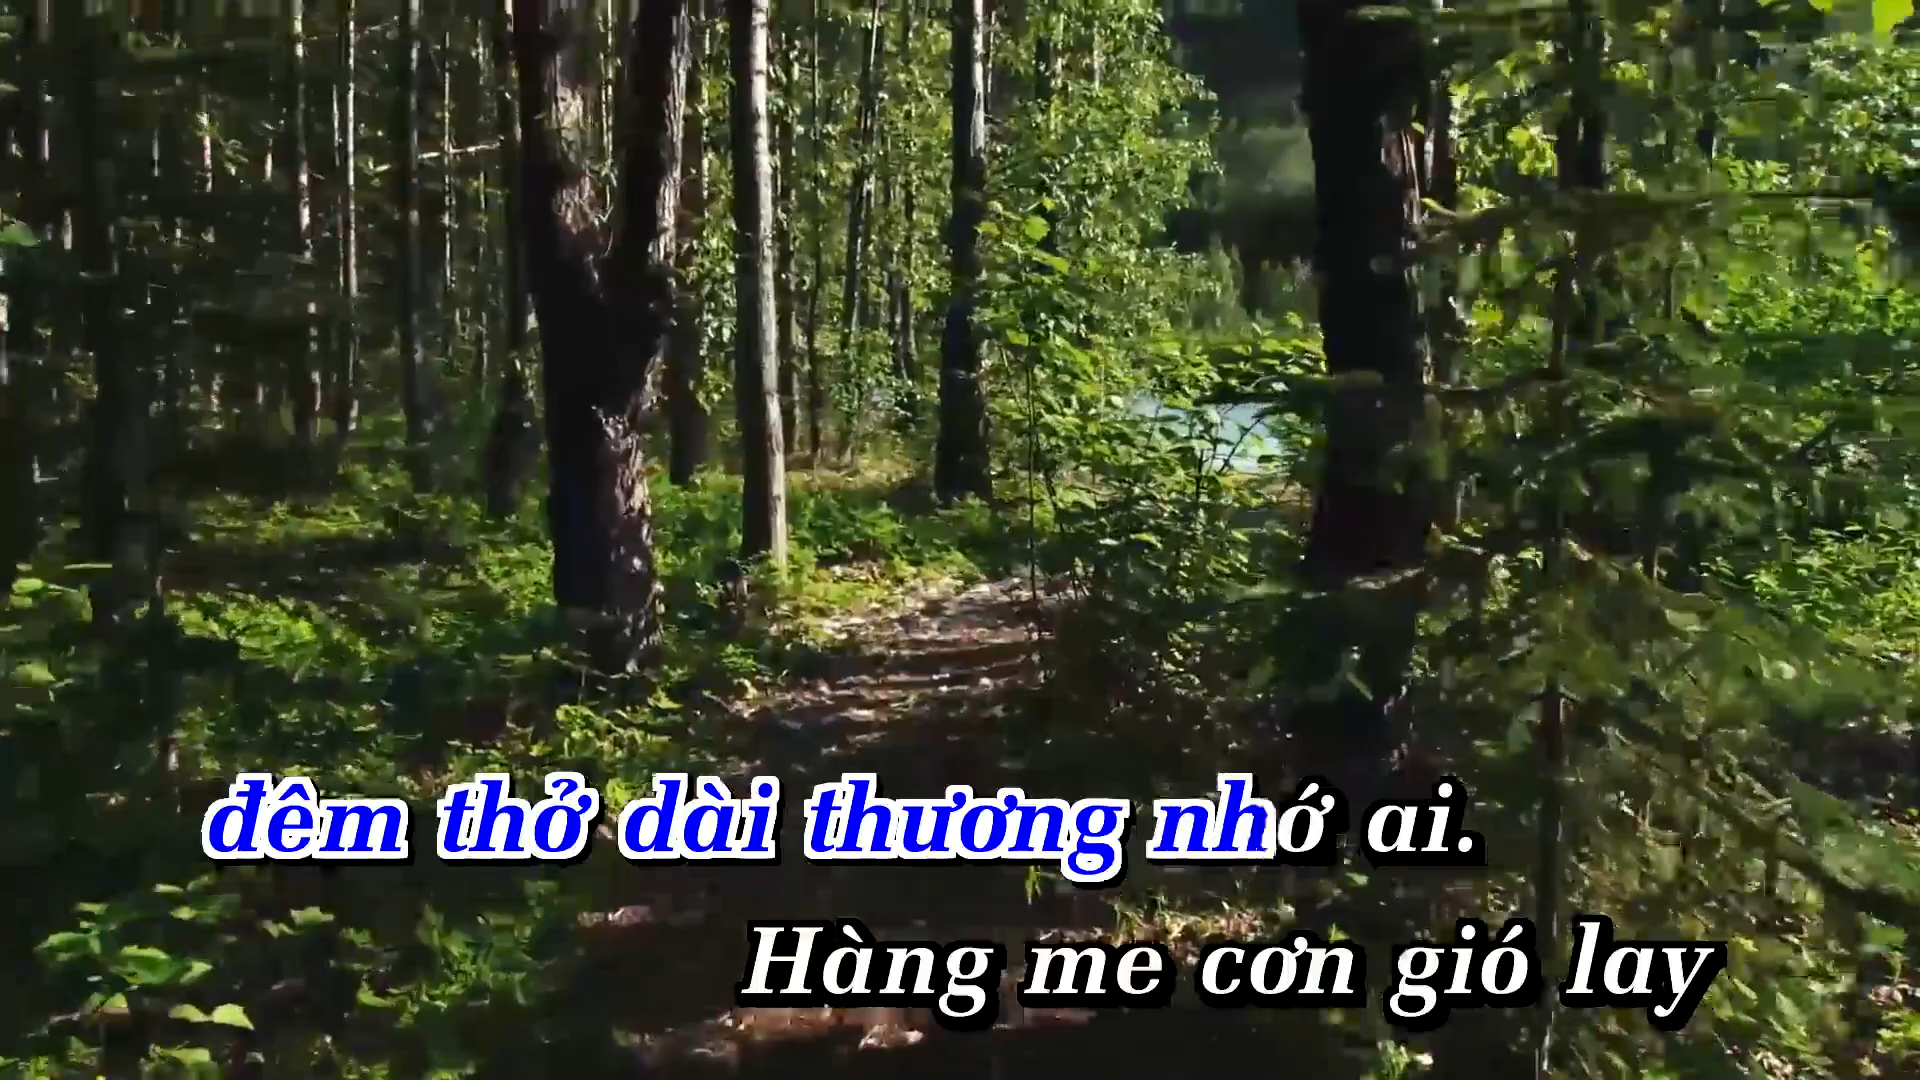 đêm thở dài thương nhớ ai.
Hàng me cơn gió lay